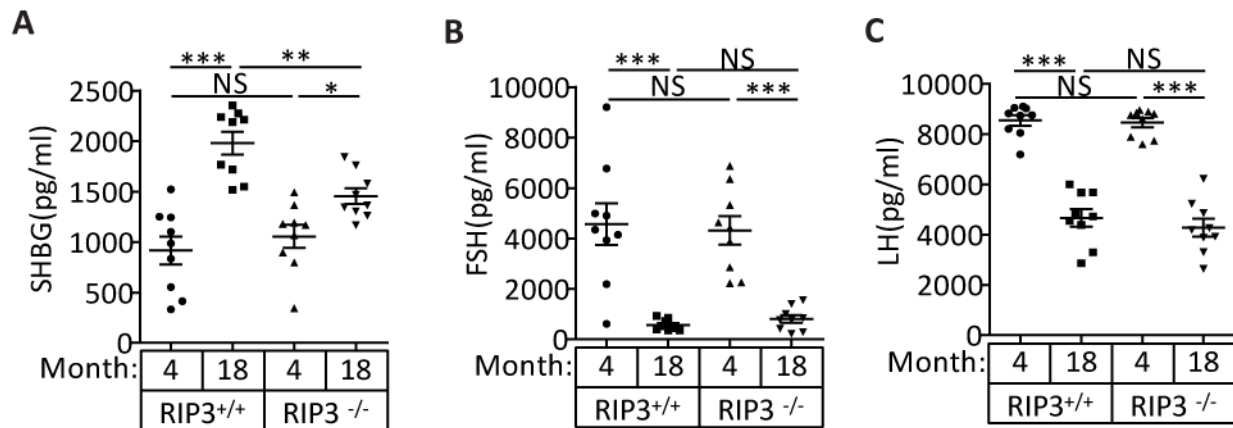 A
*** **
NS *
SHBG(pg/ml)
2500
2000
1500
1000
500
0
Month: 4 18 4 18
RIP3+/+ RIP3 -/-
B
*** NS
NS ***
FSH(pg/ml)
10000
8000
6000
4000
2000
0
Month: 4 18 4 18
RIP3+/+ RIP3 -/-
C
*** NS
NS ***
LH(pg/ml)
10000
8000
6000
4000
2000
0
Month: 4 18 4 18
RIP3+/+ RIP3 -/-